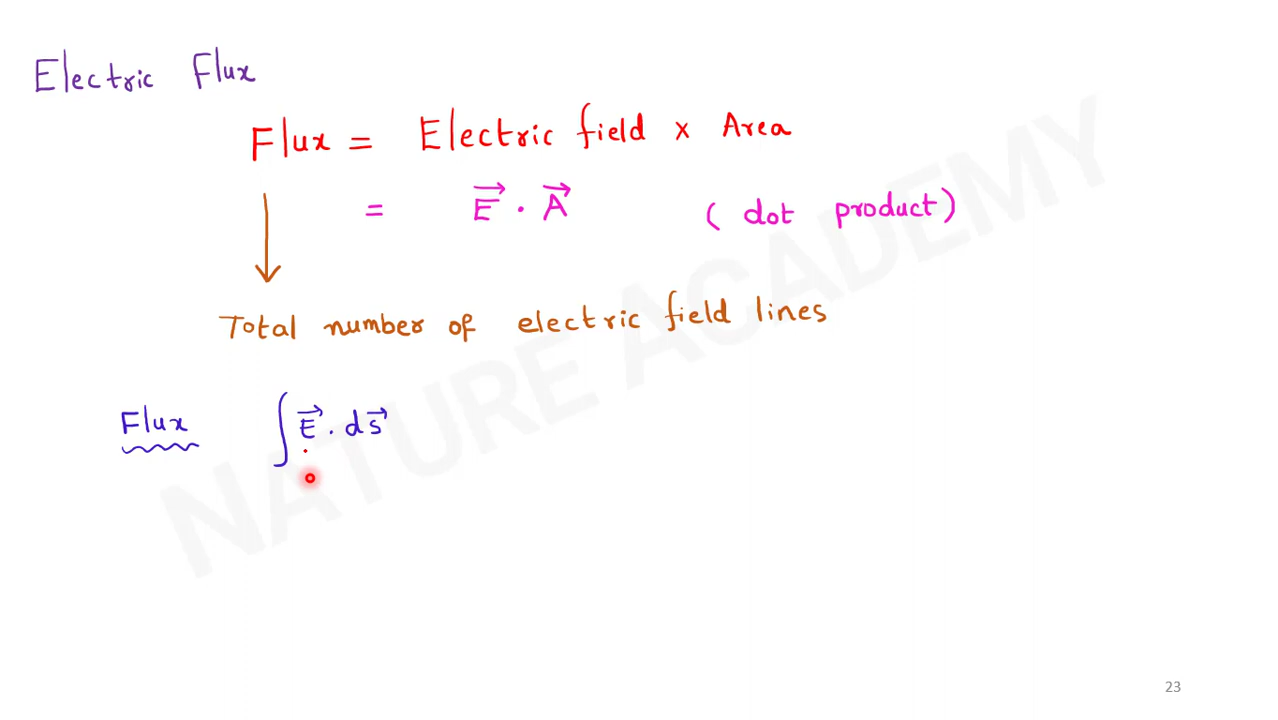 Electric Flux
Flux = Electric field × Area
= E⃗ · A⃗ (dot product)
Total number of electric field lines
Flux ∫ E⃗ . ds⃗
NATURE ACADEMY
23